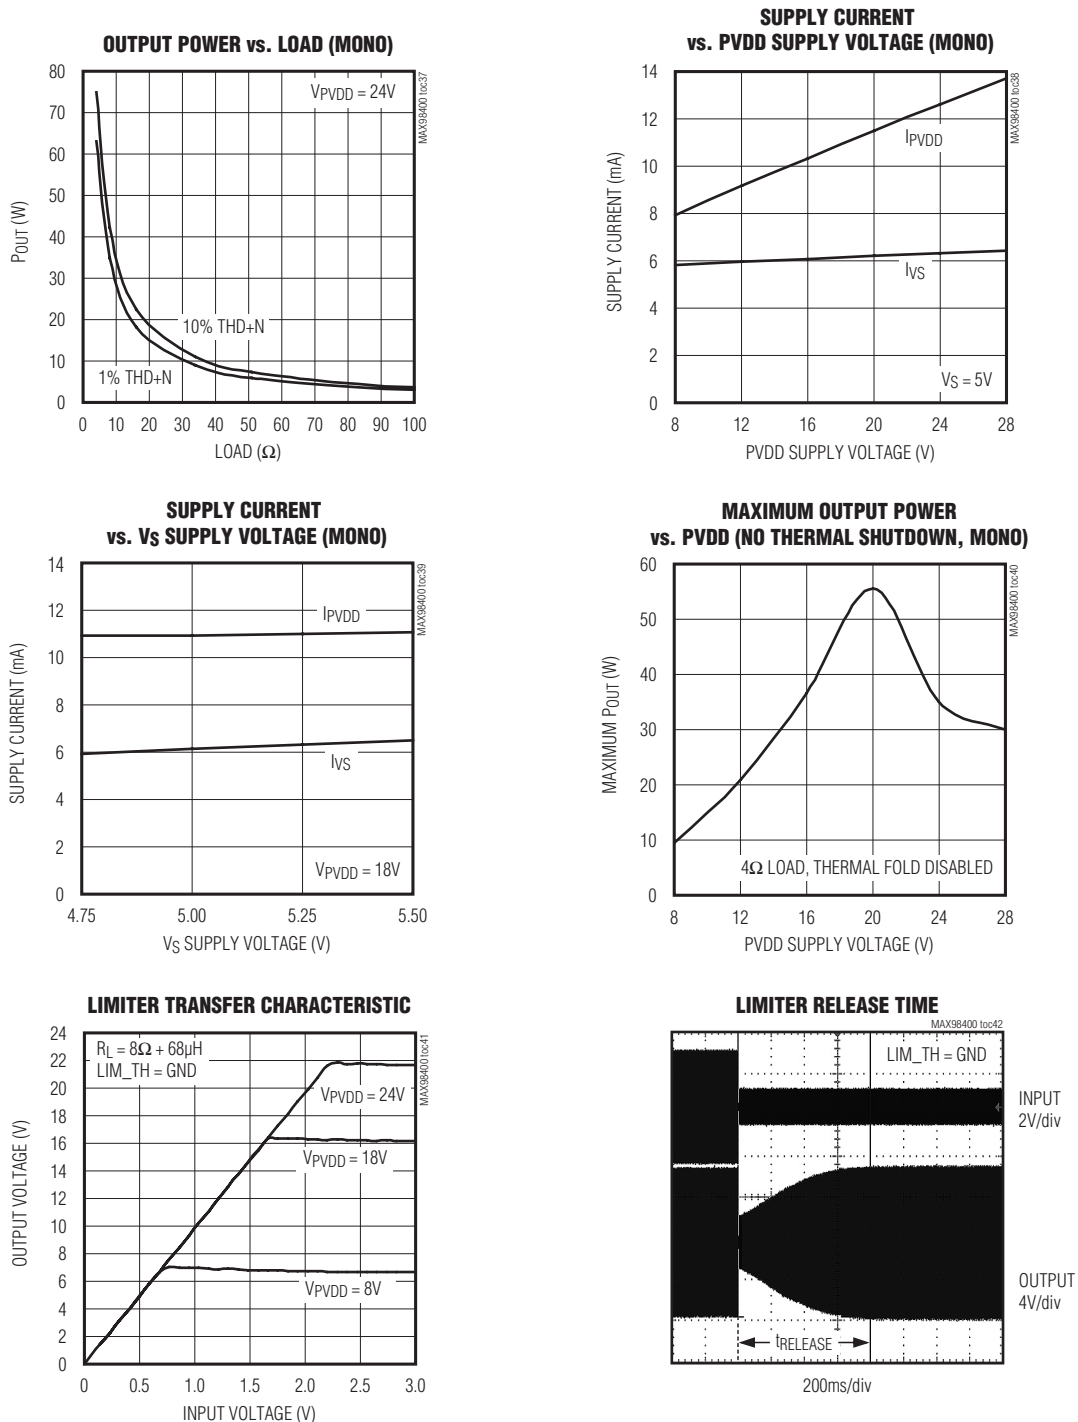 OUTPUT POWER vs. LOAD (MONO)
80
70
60
50
40
30
20
10
0
POUT (W)
VPVDD = 24V
10% THD+N
1% THD+N
MAX98400 toc37
0 10 20 30 40 50 60 70 80 90 100
LOAD (Ω)
SUPPLY CURRENT
vs. PVDD SUPPLY VOLTAGE (MONO)
14
12
10
8
6
4
2
0
SUPPLY CURRENT (mA)
IPVDD
IVS
VS = 5V
MAX98400 toc38
8 12 16 20 24 28
PVDD SUPPLY VOLTAGE (V)
SUPPLY CURRENT
vs. VS SUPPLY VOLTAGE (MONO)
14
12
10
8
6
4
2
0
SUPPLY CURRENT (mA)
IPVDD
IVS
VPVDD = 18V
MAX98400 toc39
4.75 5.00 5.25 5.50
VS SUPPLY VOLTAGE (V)
MAXIMUM OUTPUT POWER
vs. PVDD (NO THERMAL SHUTDOWN, MONO)
60
50
40
30
20
10
0
MAXIMUM POUT (W)
4Ω LOAD, THERMAL FOLD DISABLED
MAX98400 toc40
8 12 16 20 24 28
PVDD SUPPLY VOLTAGE (V)
LIMITER TRANSFER CHARACTERISTIC
24
22
20
18
16
14
12
10
8
6
4
2
0
OUTPUT VOLTAGE (V)
RL = 8Ω + 68µH
LIM_TH = GND
VPVDD = 24V
VPVDD = 18V
VPVDD = 8V
MAX98400 toc41
0 0.5 1.0 1.5 2.0 2.5 3.0
INPUT VOLTAGE (V)
LIMITER RELEASE TIME
MAX98400 toc42
LIM_TH = GND
INPUT
2V/div
OUTPUT
4V/div
tRELEASE
200ms/div